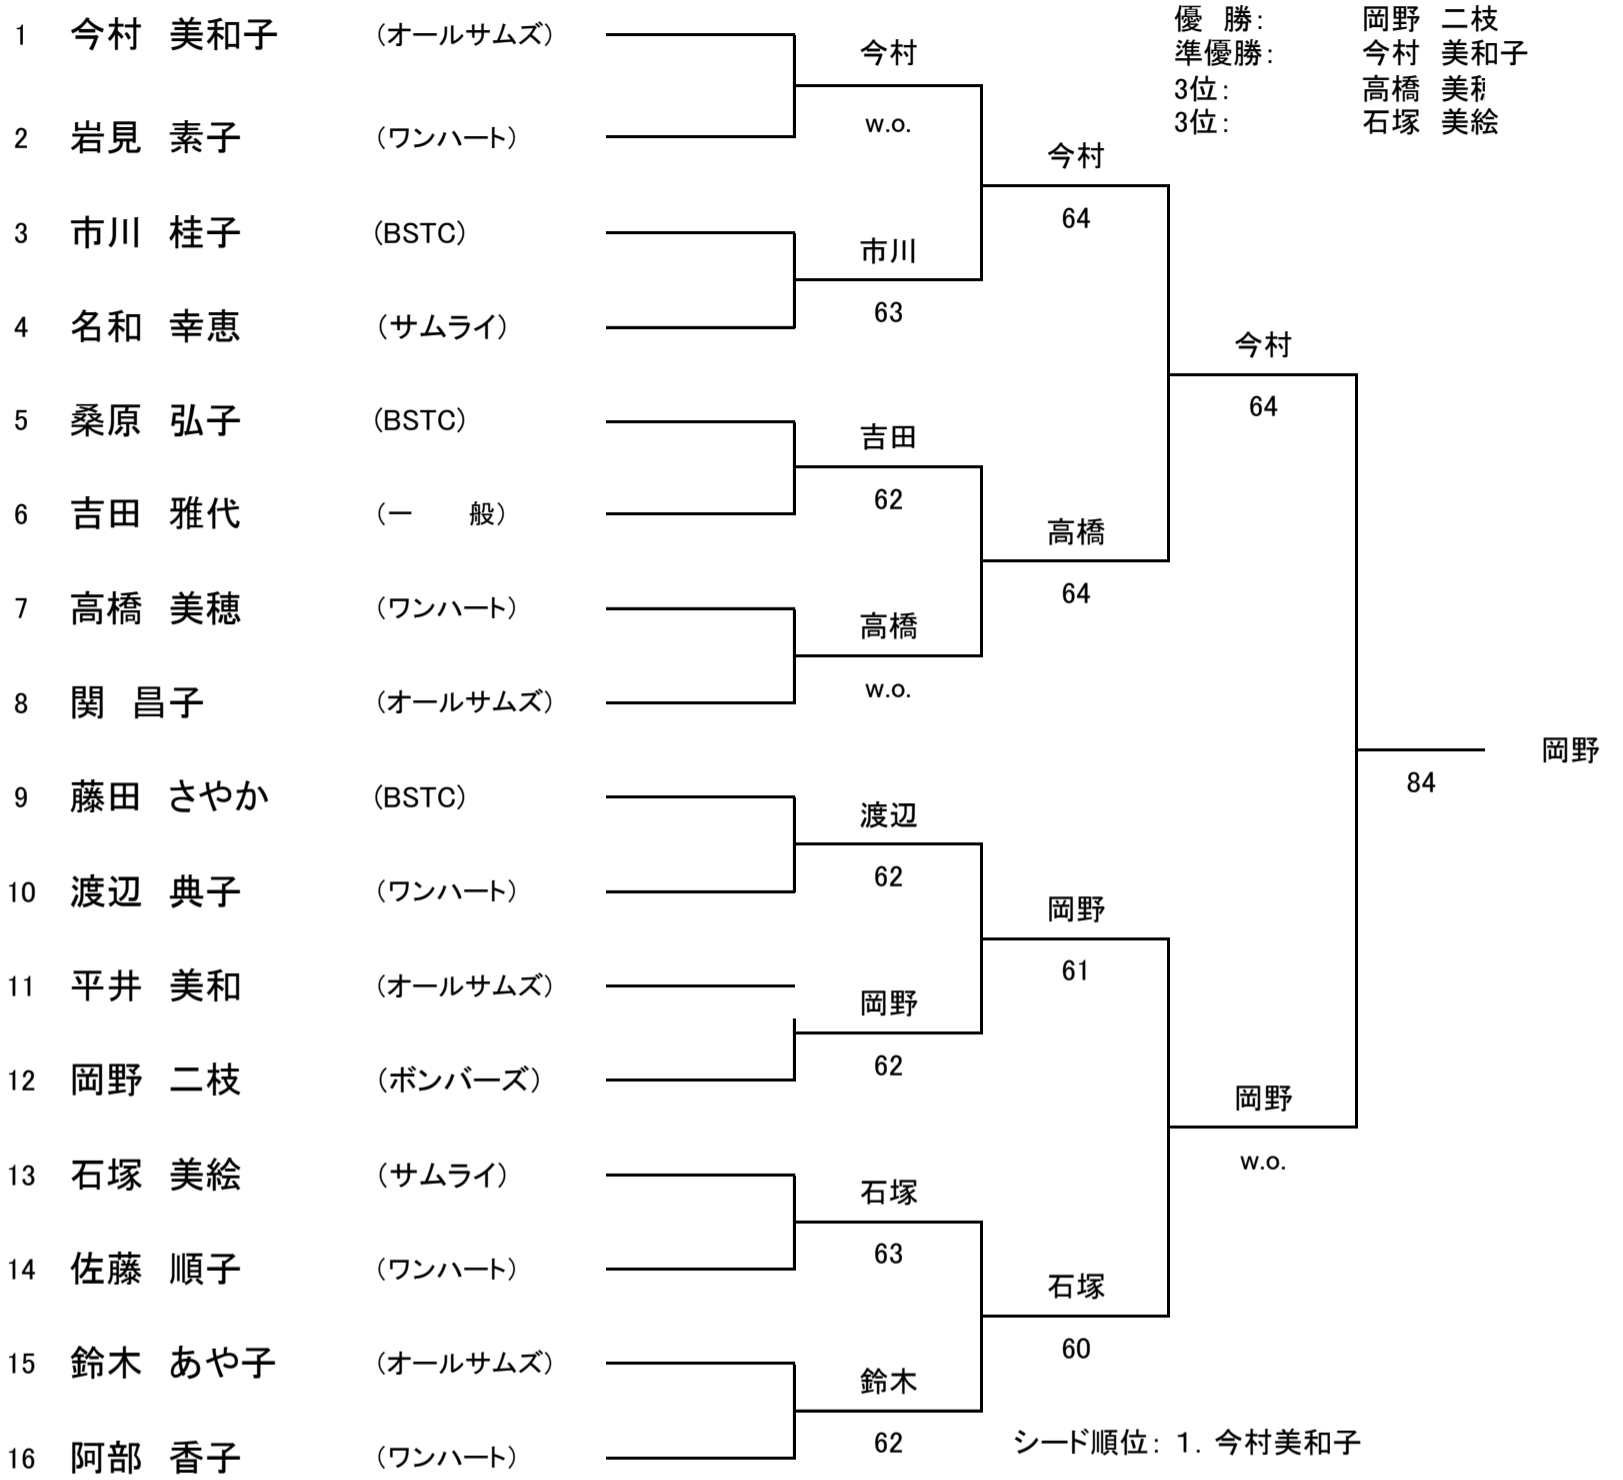 優　勝：　岡野　二枝
準優勝：　今村　美和子
3位：　高橋　美
3位：　石塚　美絵
1　今村　美和子　（オールサムズ）
今村
w.o.
2　岩見　素子　（ワンハート）
今村
64
3　市川　桂子　（BSTC）
市川
63
4　名和　幸恵　（サムライ）
今村
64
5　桑原　弘子　（BSTC）
吉田
62
6　吉田　雅代　（一　　般）
高橋
64
7　高橋　美穂　（ワンハート）
高橋
w.o.
8　関　昌子　（オールサムズ）
岡野
84
9　藤田　さやか　（BSTC）
渡辺
62
10　渡辺　典子　（ワンハート）
岡野
61
11　平井　美和　（オールサムズ）
岡野
62
12　岡野　二枝　（ボンバーズ）
岡野
w.o.
13　石塚　美絵　（サムライ）
石塚
63
14　佐藤　順子　（ワンハート）
石塚
60
15　鈴木　あや子　（オールサムズ）
鈴木
62
16　阿部　香子　（ワンハート）
シード順位：１．今村美和子